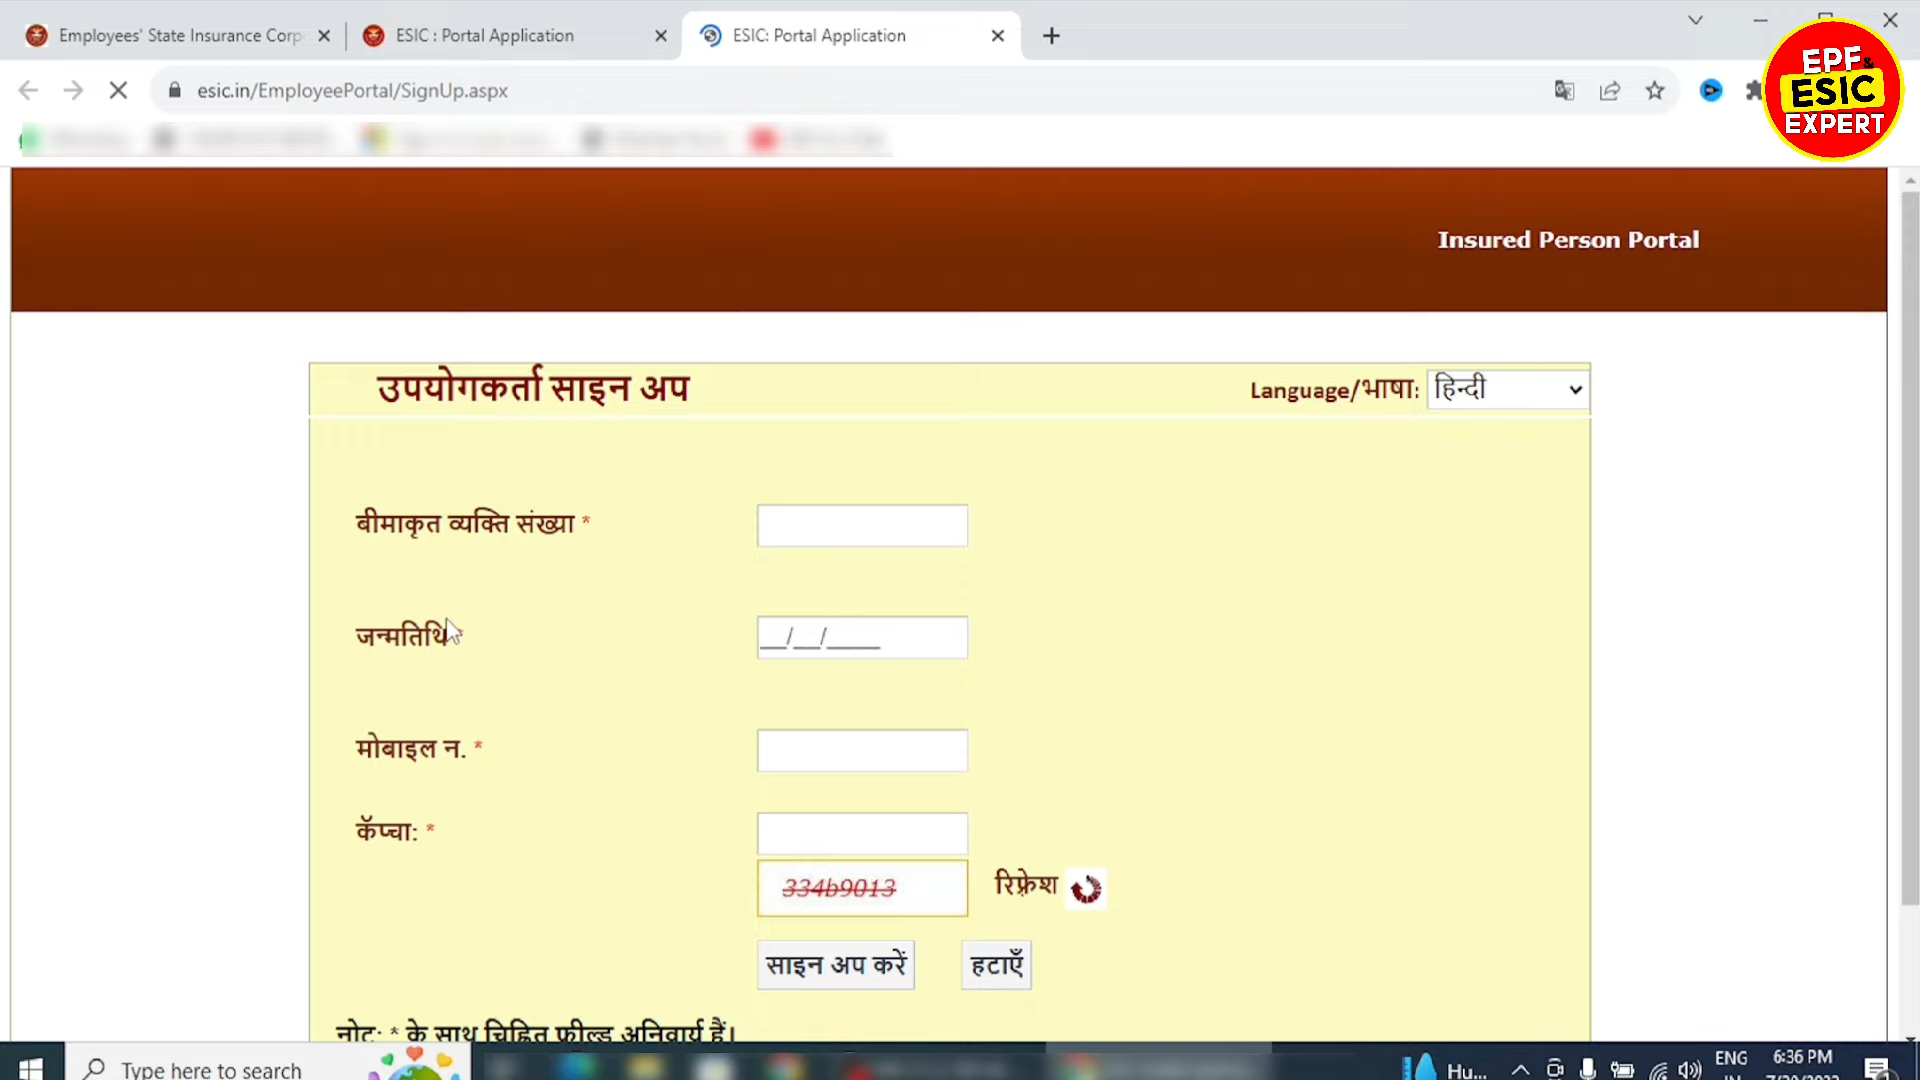 Employees' State Insurance Corp
ESIC : Portal Application
ESIC: Portal Application
esic.in/EmployeePortal/SignUp.aspx
EPF &
ESIC
EXPERT
Insured Person Portal
उपयोगकर्ता साइन अप
Language/भाषा: हिन्दी
बीमाकृत व्यक्ति संख्या *
जन्मतिथि
__/__/____
मोबाइल न. *
कॅप्चा: *
334b9013
रिफ़्रेश
साइन अप करें
हटाएँ
नोट: * के साथ चिह्नित फ़ील्ड अनिवार्य हैं।
Type here to search
Hu...
ENG
6:36 PM
IN